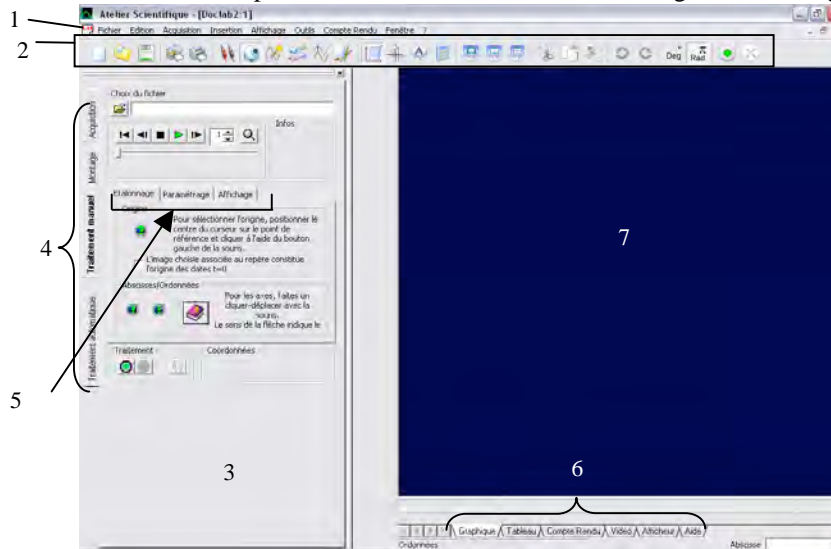 Atelier Scientifique - [Doclab2:1]
1
Fichier Edition Acquisition Insertion Affichage Outils Compte Rendu Fenêtre ?
2
Deg Rad
Choix du fichier
Infos
1
Acquisition
Montage
Traitement manuel
Traitement automatique
4
Etalonnage Paramétrage Affichage
Origine
Pour sélectionner l'origine, positionner le
centre du curseur sur le point de
référence et cliquer à l'aide du bouton
gauche de la souris.
L'image choisie associée au repère constitue
l'origine des dates t=0
7
Abscisses/Ordonnées
Pour les axes, faites un
cliquer-déplacer avec la
souris.
Le sens de la flèche indique le
Traitement
Coordonnées
5
3
6
Graphique Tableau Compte Rendu Vidéo Afficheur Aide
Ordonnées
Abscisse